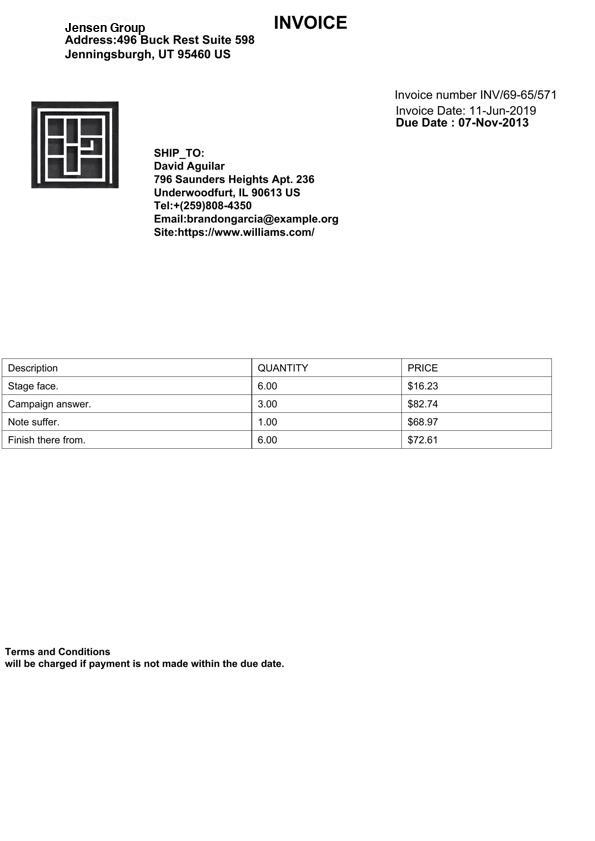 INVOICE
Jensen Group
Address:496 Buck Rest Suite 598
Jenningsburgh, UT 95460 US
Invoice number INV/69-65/571
Invoice Date: 11-Jun-2019
Due Date : 07-Nov-2013
SHIP_TO:
David Aguilar
796 Saunders Heights Apt. 236
Underwoodfurt, IL 90613 US
Tel:+(259)808-4350
Email:brandongarcia@example.org
Site:https://www.williams.com/
Description QUANTITY PRICE
Stage face. 6.00 $16.23
Campaign answer. 3.00 $82.74
Note suffer. 1.00 $68.97
Finish there from. 6.00 $72.61
Terms and Conditions
will be charged if payment is not made within the due date.